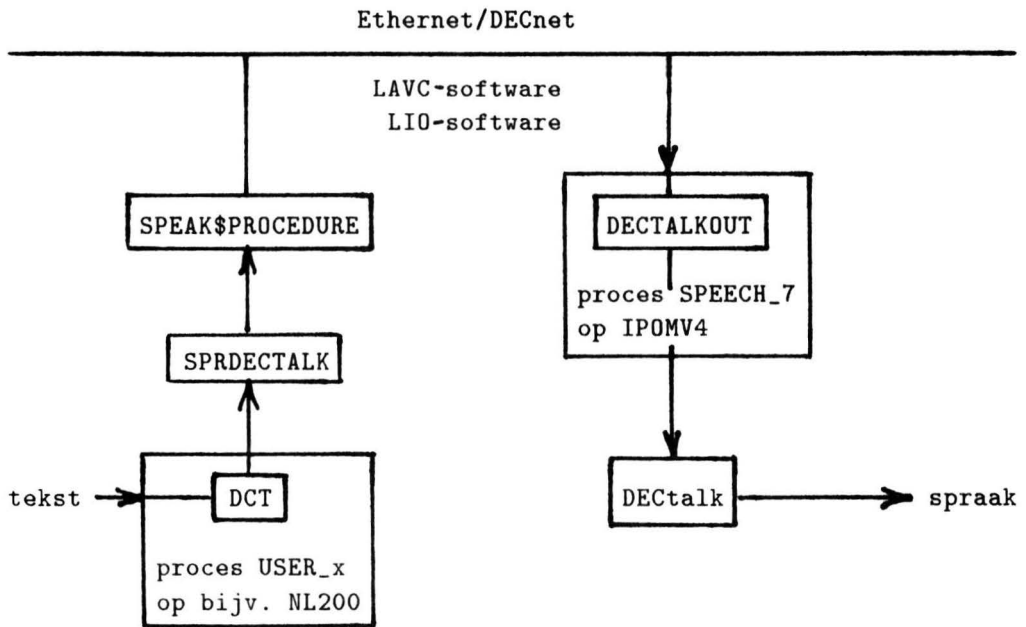 Ethernet/DECnet
LAVC-software
LIO-software
SPEAK$PROCEDURE
DECTALKOUT
proces SPEECH_7
op IPOMV4
SPRDECTALK
tekst
DCT
DECtalk
spraak
proces USER_x
op bijv. NL200